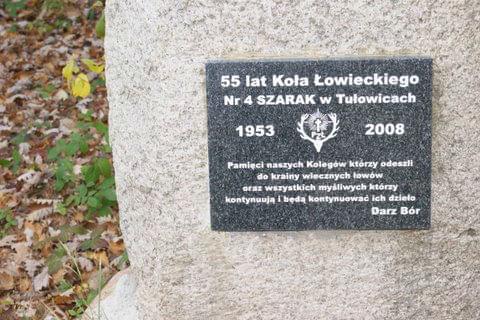 55 lat Koła Łowieckiego
Nr 4 SZARAK w Tułowicach
1953 PZŁ 2008
Pamięci naszych Kolegów którzy odeszli
do krainy wiecznych łowów
oraz wszystkich myśliwych którzy
kontynuują i będą kontynuować ich dzieło
Darz Bór